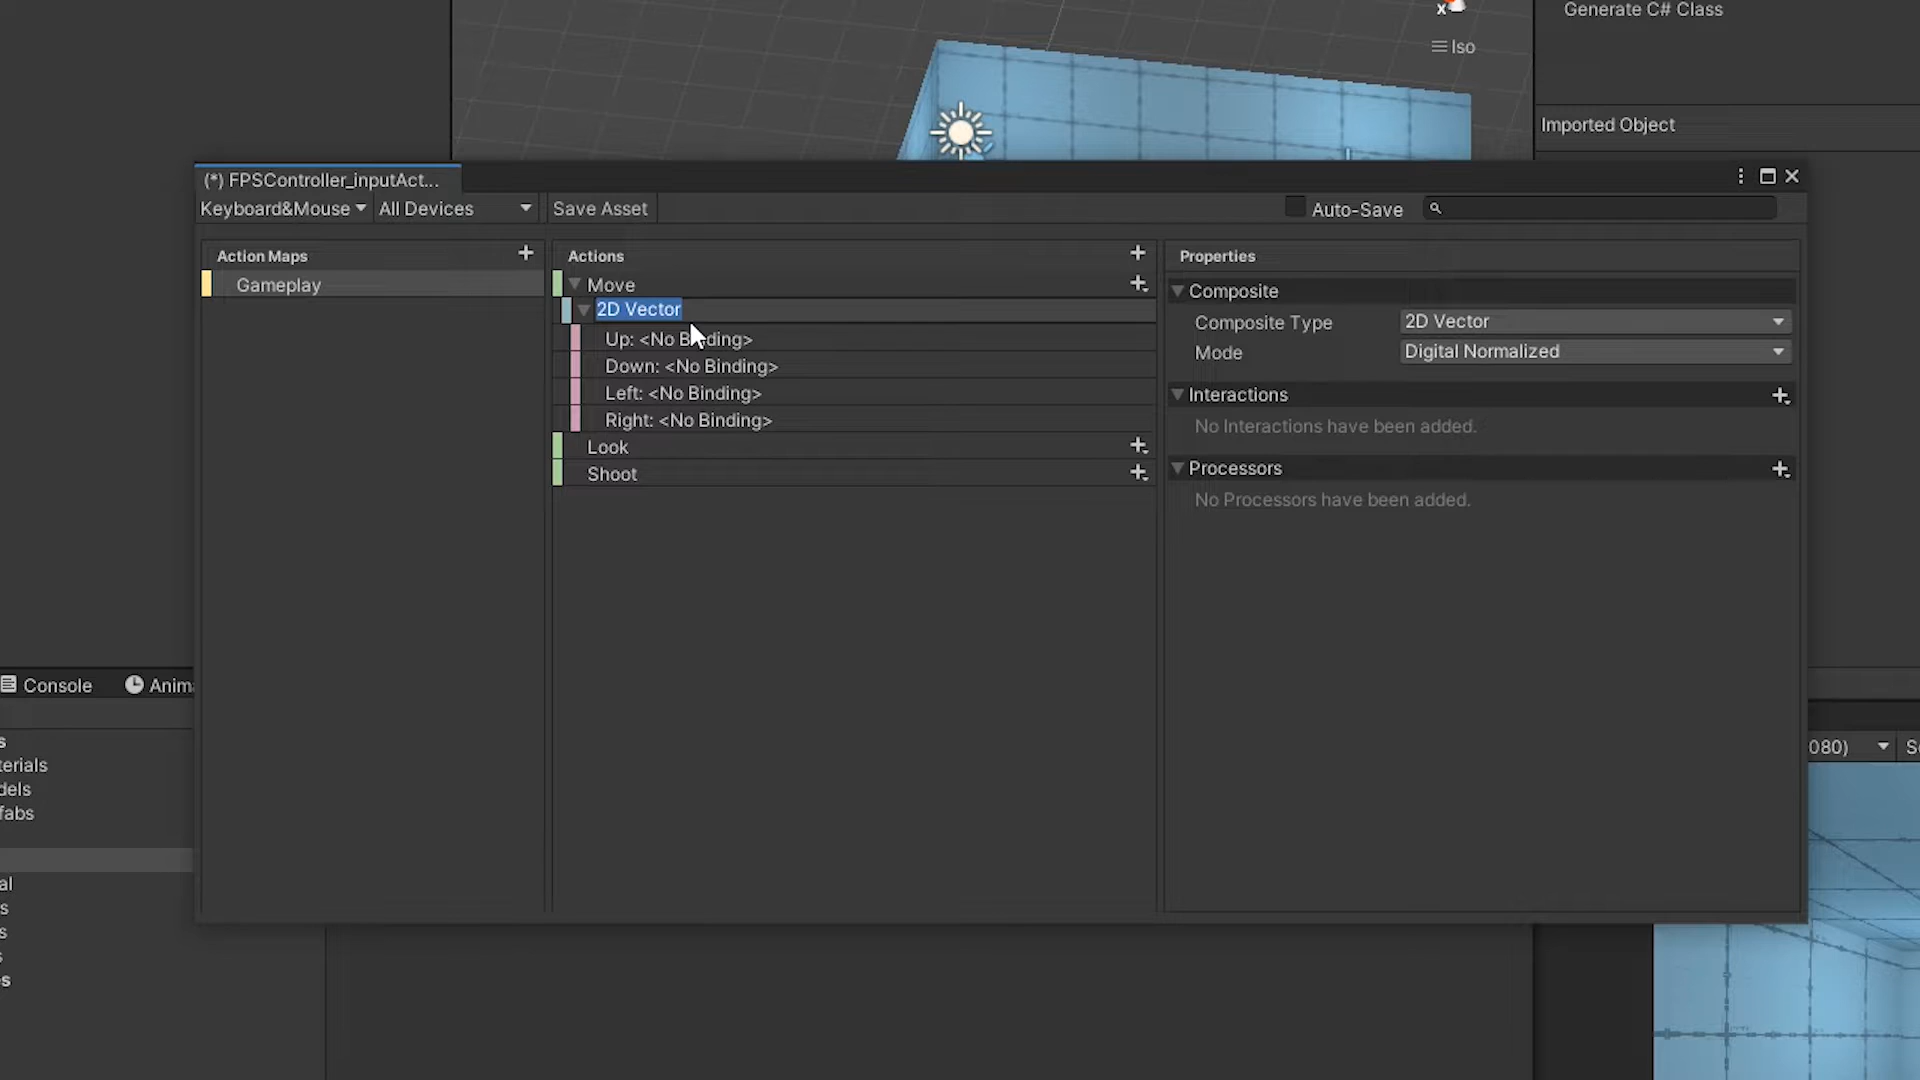 Generate C# Class
x
Iso
Imported Object
(*) FPSController_inputAct...
Keyboard&Mouse
All Devices
Save Asset
Auto-Save
Action Maps
Gameplay
Actions
Move
2D Vector
Up: <No Binding>
Down: <No Binding>
Left: <No Binding>
Right: <No Binding>
Look
Shoot
Properties
Composite
Composite Type
2D Vector
Mode
Digital Normalized
Interactions
No Interactions have been added.
Processors
No Processors have been added.
Console
Anima
s
terials
dels
fabs
al
s
s
s
s
080)
S